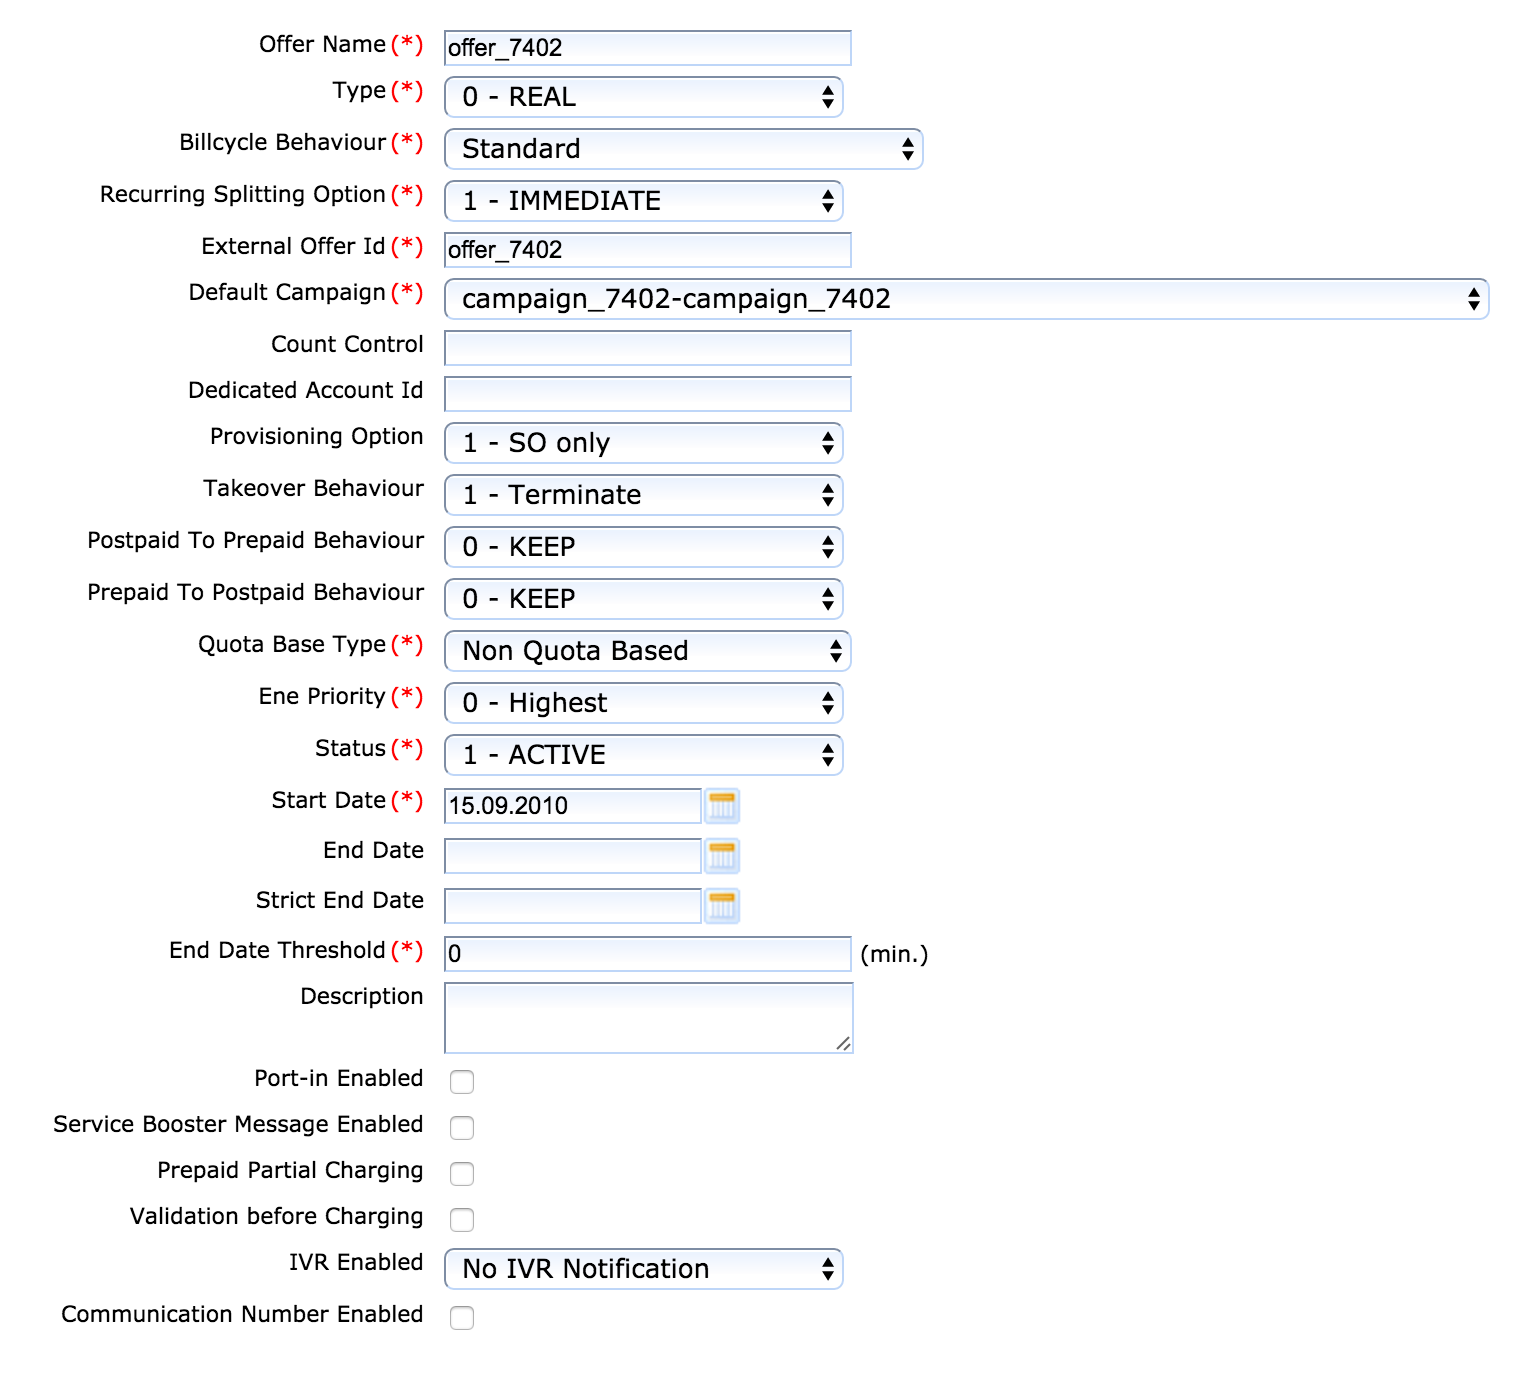 Offer Name(*) offer_7402
Type(*) 0 - REAL
Billcycle Behaviour(*) Standard
Recurring Splitting Option(*) 1 - IMMEDIATE
External Offer Id(*) offer_7402
Default Campaign(*) campaign_7402-campaign_7402
Count Control
Dedicated Account Id
Provisioning Option 1 - SO only
Takeover Behaviour 1 - Terminate
Postpaid To Prepaid Behaviour 0 - KEEP
Prepaid To Postpaid Behaviour 0 - KEEP
Quota Base Type(*) Non Quota Based
Ene Priority(*) 0 - Highest
Status(*) 1 - ACTIVE
Start Date(*) 15.09.2010
End Date
Strict End Date
End Date Threshold(*) 0 (min.)
Description
Port-in Enabled
Service Booster Message Enabled
Prepaid Partial Charging
Validation before Charging
IVR Enabled No IVR Notification
Communication Number Enabled